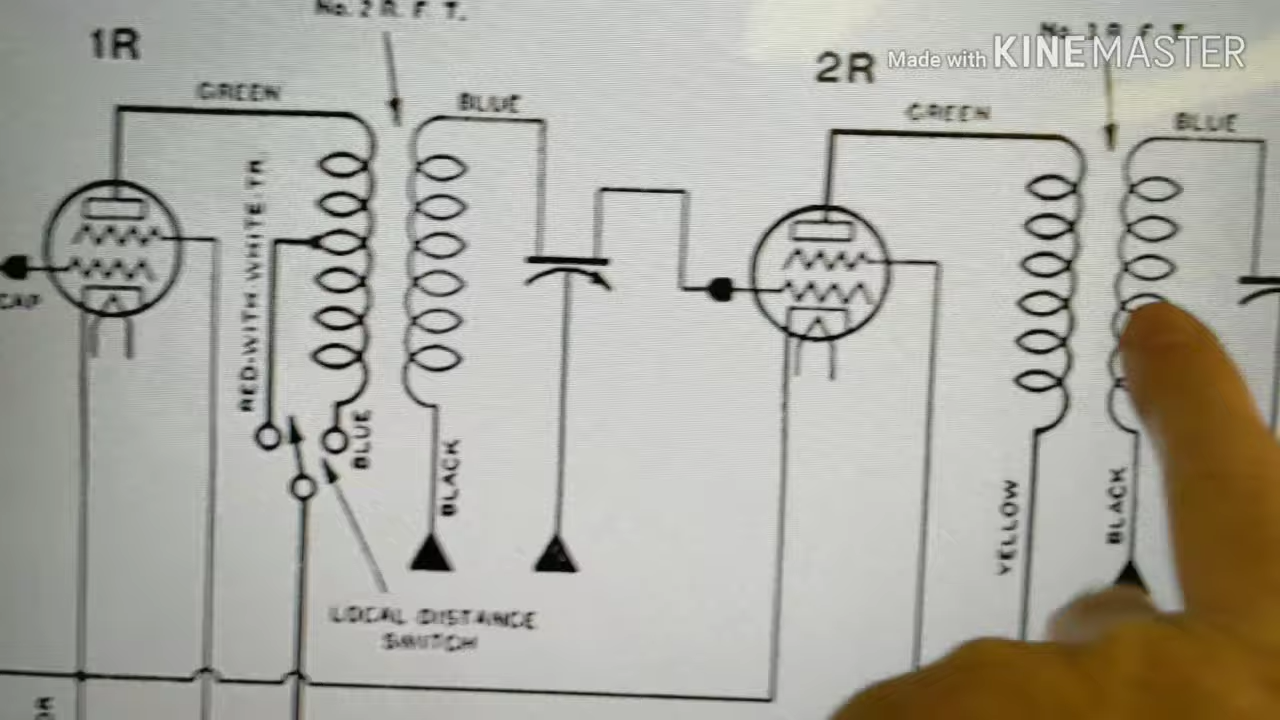 No. 2 R. F. T.
1R
GREEN
BLUE
RED-WITH-WHITE-TR.
CAP
BLUE
BLACK
LOCAL DISTANCE
SWITCH
2R
Made with KINEMASTER
GREEN
BLUE
YELLOW
BLACK